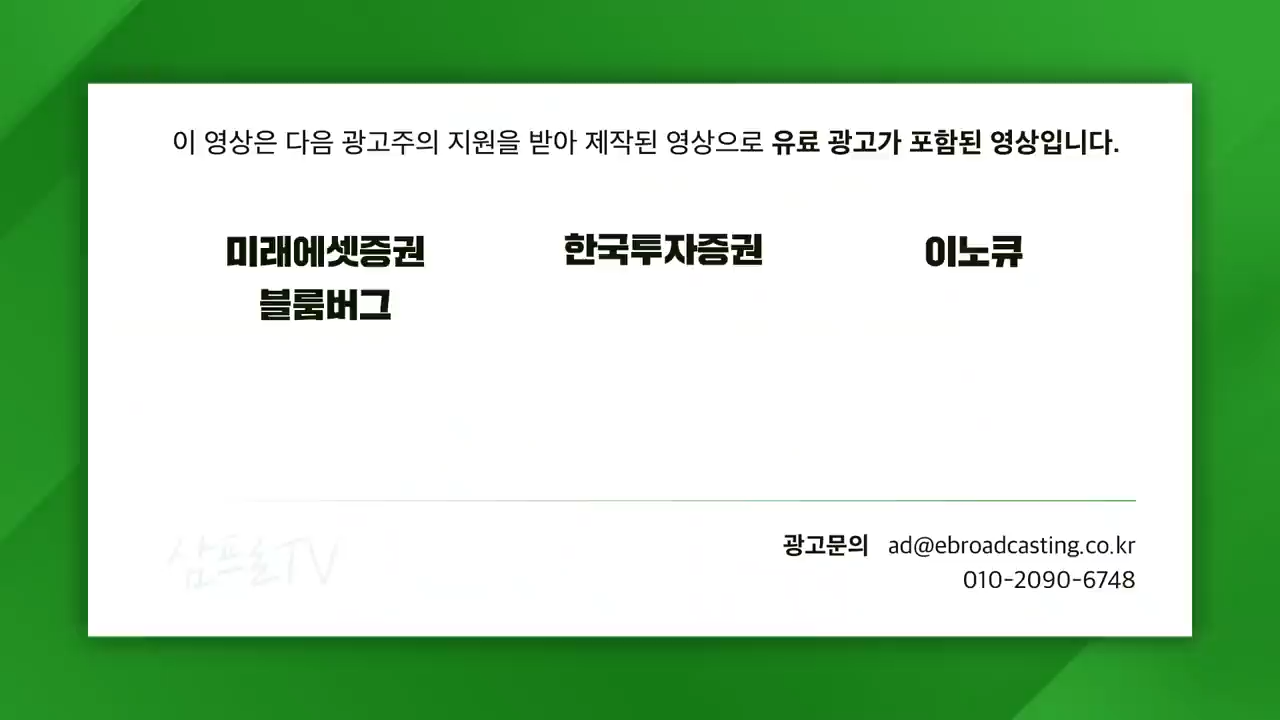 이 영상은 다음 광고주의 지원을 받아 제작된 영상으로 유료 광고가 포함된 영상입니다.
미래에셋증권 한국투자증권 이노큐
블룸버그
삼프로TV
광고문의 ad@ebroadcasting.co.kr
010-2090-6748